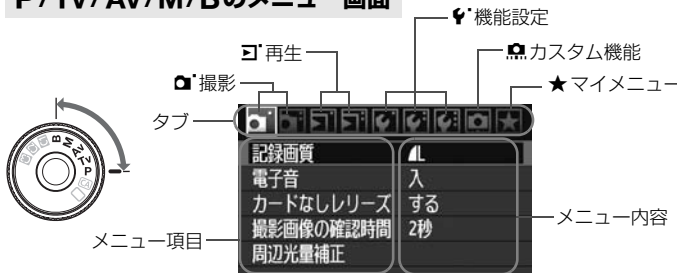 P/Tv/Av/M/Bのメニュー画面
機能設定
再生
カスタム機能
撮影
★マイメニュー
タブ
記録画質 L
電子音 入
カードなしレリーズ する
撮影画像の確認時間 2秒
周辺光量補正
メニュー項目
メニュー内容
B
M
Av
Tv
P